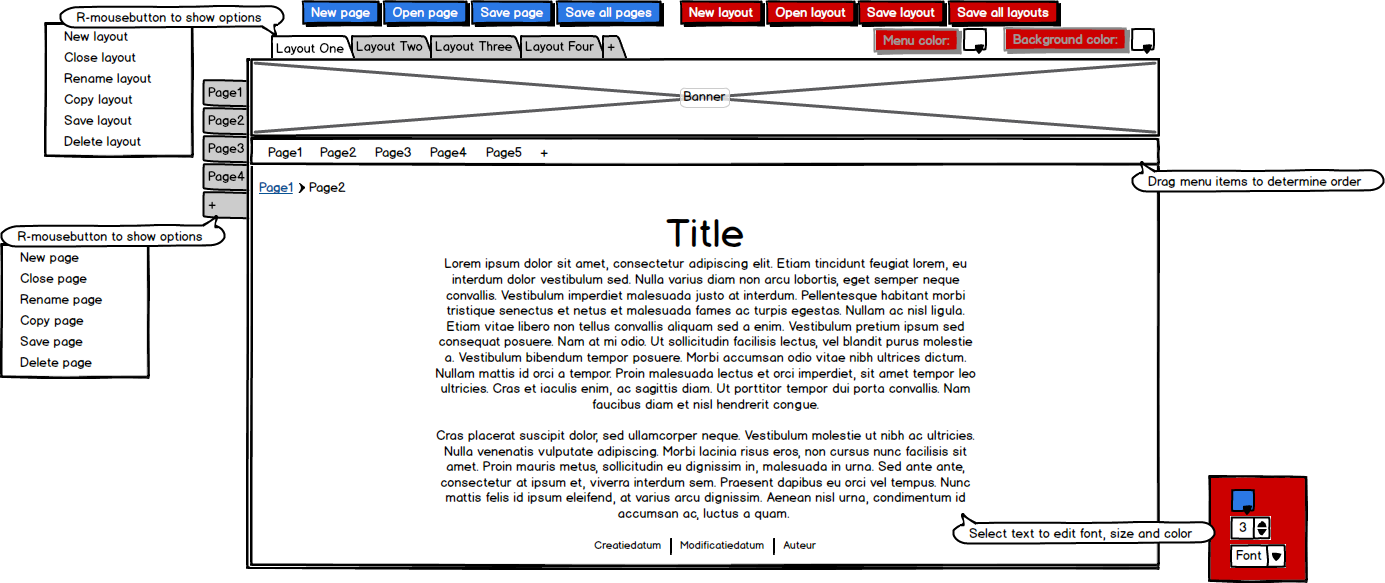 R-mousebutton to show options
New page
Open page
Save page
Save all pages
New layout
Open layout
Save layout
Save all layouts
New layout
Close layout
Rename layout
Copy layout
Save layout
Delete layout
Layout One
Layout Two
Layout Three
Layout Four
+
Menu color:
Background color:
Page1
Page2
Page3
Page4
+
Banner
Page1 Page2 Page3 Page4 Page5 +
Drag menu items to determine order
Page1 Page2
R-mousebutton to show options
New page
Close page
Rename page
Copy page
Save page
Delete page
Title
Lorem ipsum dolor sit amet, consectetur adipiscing elit. Etiam tincidunt feugiat lorem, eu
interdum dolor vestibulum sed. Nulla varius diam non arcu lobortis, eget semper neque
convallis. Vestibulum imperdiet malesuada justo at interdum. Pellentesque habitant morbi
tristique senectus et netus et malesuada fames ac turpis egestas. Nullam ac nisl ligula.
Etiam vitae libero non tellus convallis aliquam sed a enim. Vestibulum pretium ipsum sed
consequat posuere. Nam at mi odio. Ut sollicitudin facilisis lectus, vel blandit purus molestie
a. Vestibulum bibendum tempor posuere. Morbi accumsan odio vitae nibh ultrices dictum.
Nullam mattis id orci a tempor. Proin malesuada lectus et orci imperdiet, sit amet tempor leo
ultricies. Cras et iaculis enim, ac sagittis diam. Ut porttitor tempor dui porta convallis. Nam
faucibus diam et nisl hendrerit congue.
Cras placerat suscipit dolor, sed ullamcorper neque. Vestibulum molestie ut nibh ac ultricies.
Nulla venenatis vulputate adipiscing. Morbi lacinia risus eros, non cursus nunc facilisis sit
amet. Proin mauris metus, sollicitudin eu dignissim in, malesuada in urna. Sed ante ante,
consectetur at ipsum et, viverra interdum sem. Praesent dapibus eu orci vel tempus. Nunc
mattis felis id ipsum eleifend, at varius arcu dignissim. Aenean nisl urna, condimentum id
accumsan ac, luctus a quam.
Creatiedatum Modificatiedatum Auteur
Select text to edit font, size and color
3
Font